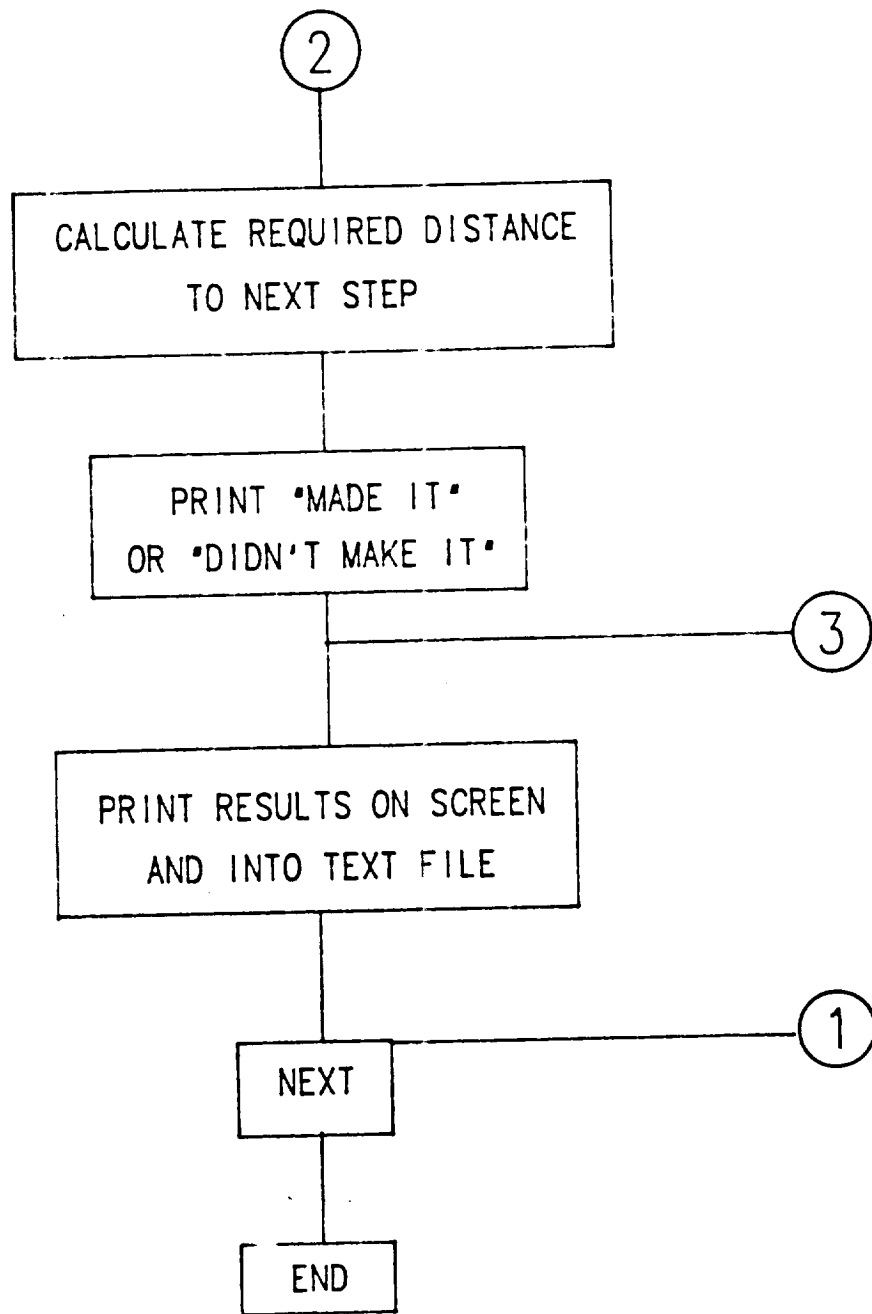 2
CALCULATE REQUIRED DISTANCE
TO NEXT STEP
PRINT "MADE IT"
OR "DIDN'T MAKE IT"
3
PRINT RESULTS ON SCREEN
AND INTO TEXT FILE
1
NEXT
END